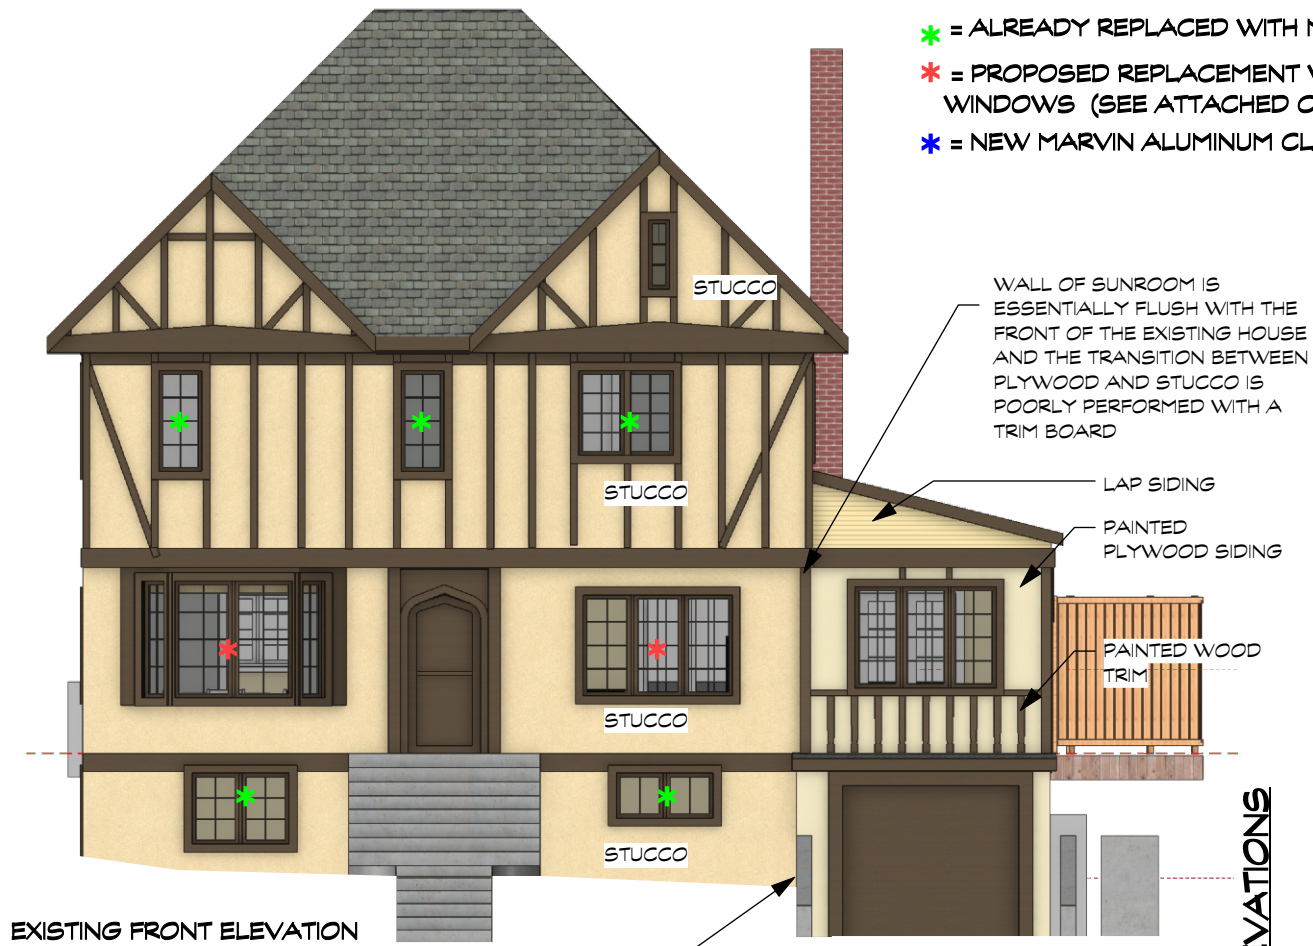 * = ALREADY REPLACED WITH
* = PROPOSED REPLACEMENT
WINDOWS (SEE ATTACHED
* = NEW MARVIN ALUMINUM
STUCCO
WALL OF SUNROOM IS
ESSENTIALLY FLUSH WITH THE
FRONT OF THE EXISTING HOUSE
AND THE TRANSITION BETWEEN
PLYWOOD AND STUCCO IS
POORLY PERFORMED WITH A
TRIM BOARD
STUCCO
LAP SIDING
PAINTED
PLYWOOD SIDING
PAINTED WOOD
TRIM
STUCCO
STUCCO
EXISTING FRONT ELEVATION
VATIONS